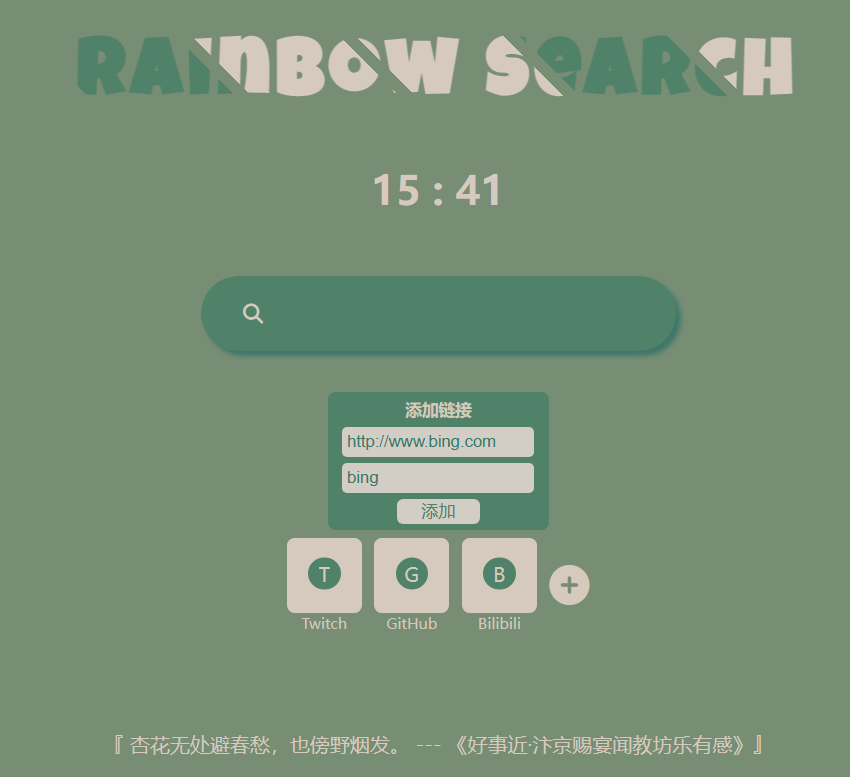 RAINBOW SEARCH
15 : 41
添加链接
http://www.bing.com
bing
添加
T G B
Twitch GitHub Bilibili
『 杏花无处避春愁，也傍野烟发。 --- 《好事近·汴京赐宴闻教坊乐有感》』